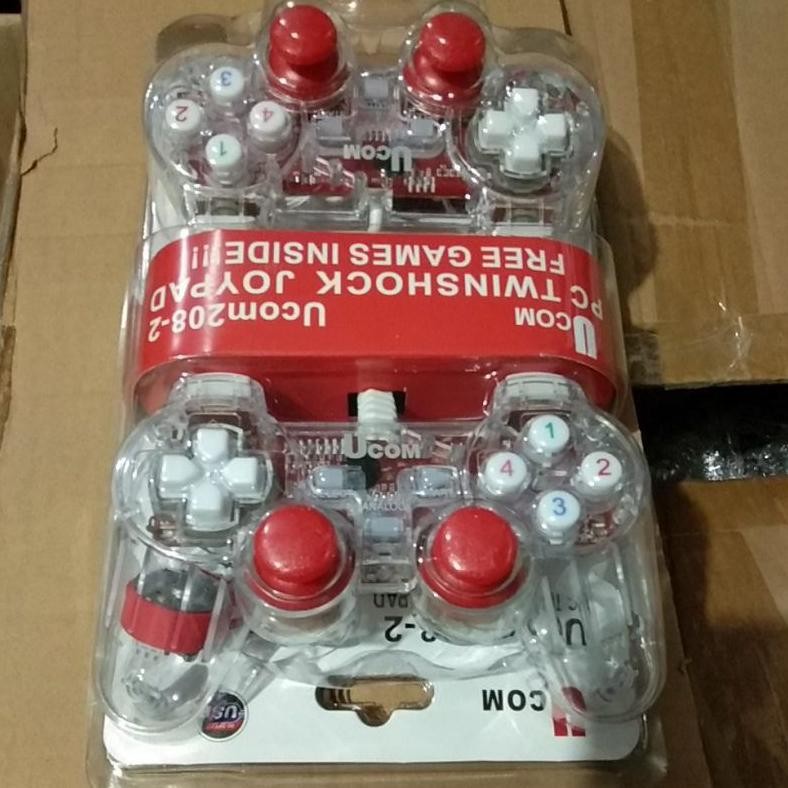 UCOM
3
2
4
1
UCOM
Ucom208-2
PC TWINSHOCK JOYPAD
FREE GAMES INSIDE!!!
UCOM
ANALOG
1
4
2
3
UCOM
USB